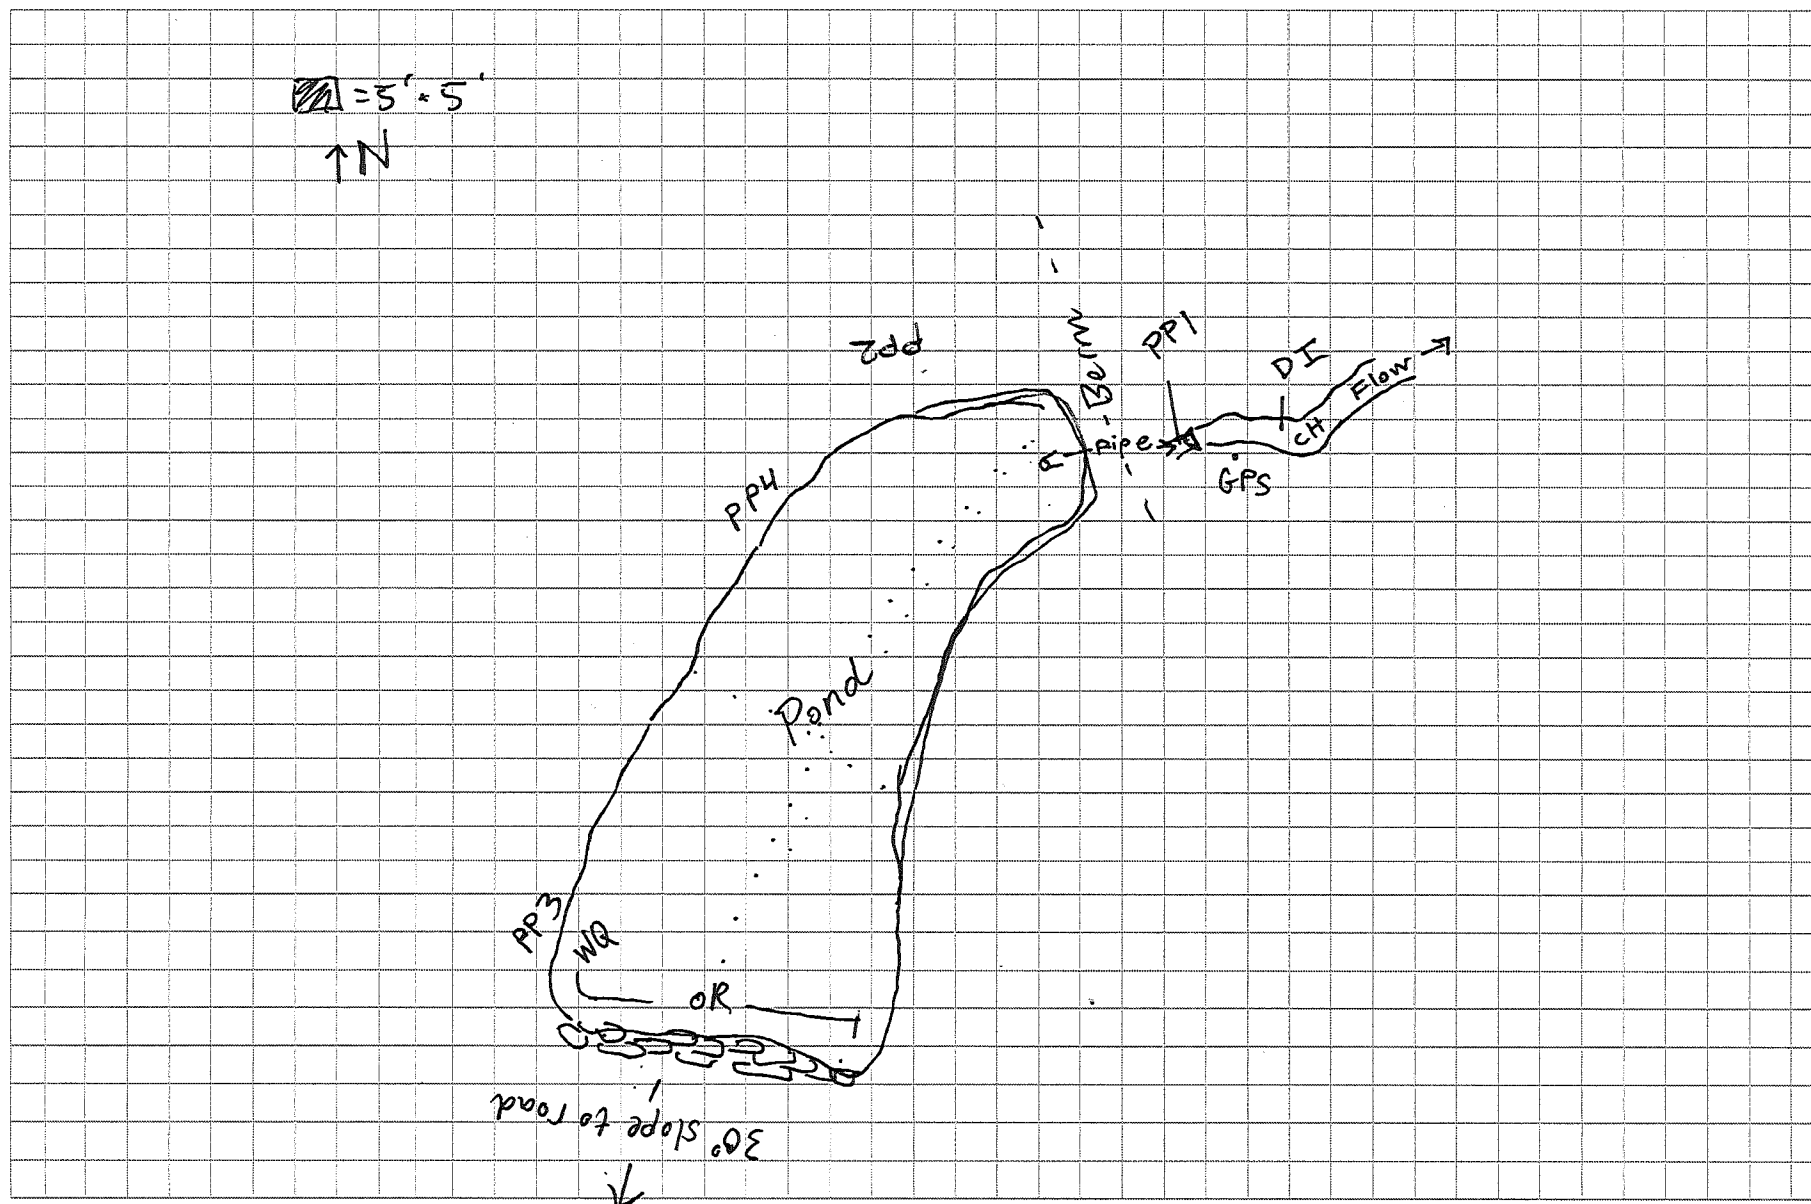 = 5' × 5'
↑ N
Berm
PP1
PP2
DI
Flow →
CH
pipe
GPS
PP4
Pond
PP3
WQ
OR
30° slope to road